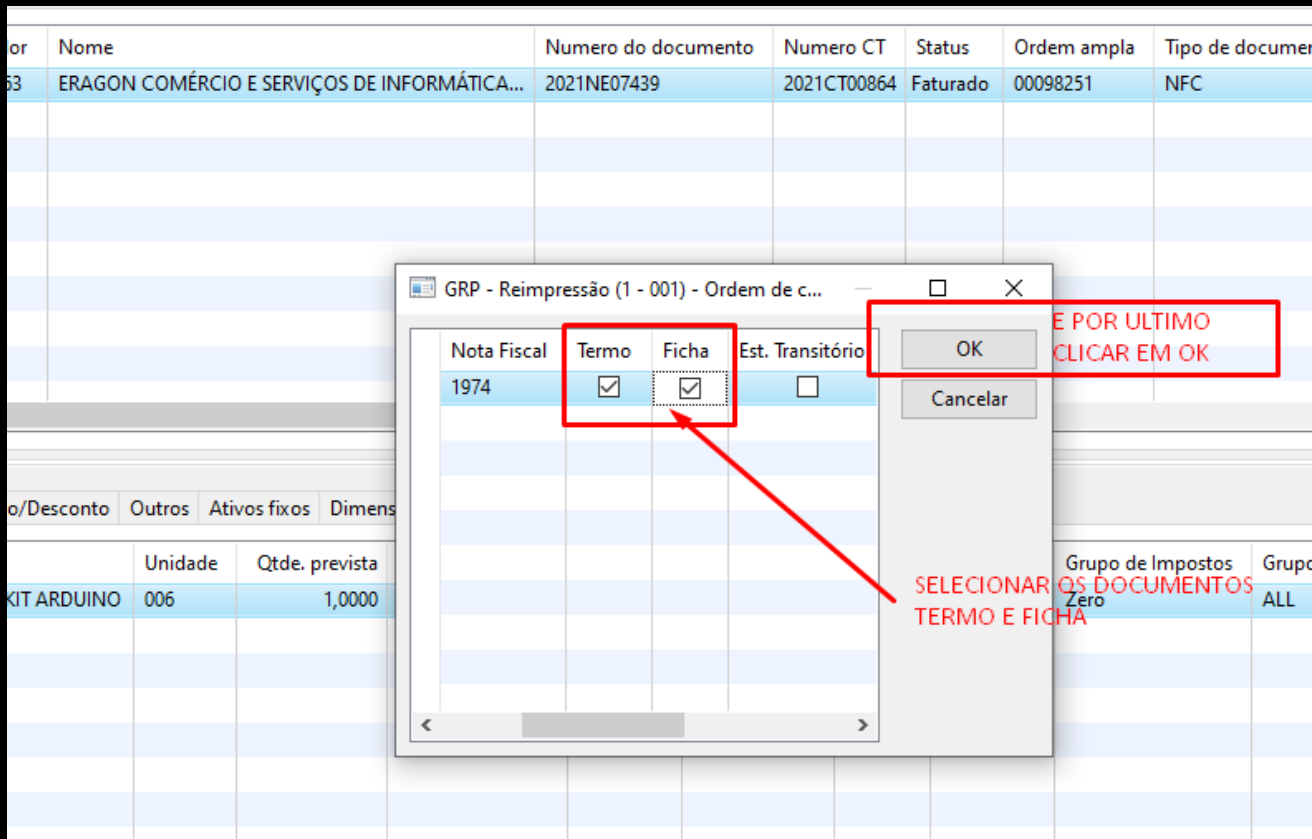 or Nome Numero do documento Numero CT Status Ordem ampla Tipo de documen
63 ERAGON COMÉRCIO E SERVIÇOS DE INFORMÁTICA... 2021NE07439 2021CT00864 Faturado 00098251 NFC
GRP - Reimpressão (1 - 001) - Ordem de c...
Nota Fiscal Termo Ficha Est. Transitório
1974
OK
Cancelar
E POR ULTIMO
CLICAR EM OK
o/Desconto Outros Ativos fixos Dimens
Unidade Qtde. prevista Grupo de Impostos Grupo
KIT ARDUINO 006 1,0000 Zero ALL
SELECIONAR OS DOCUMENTOS
TERMO E FICHA